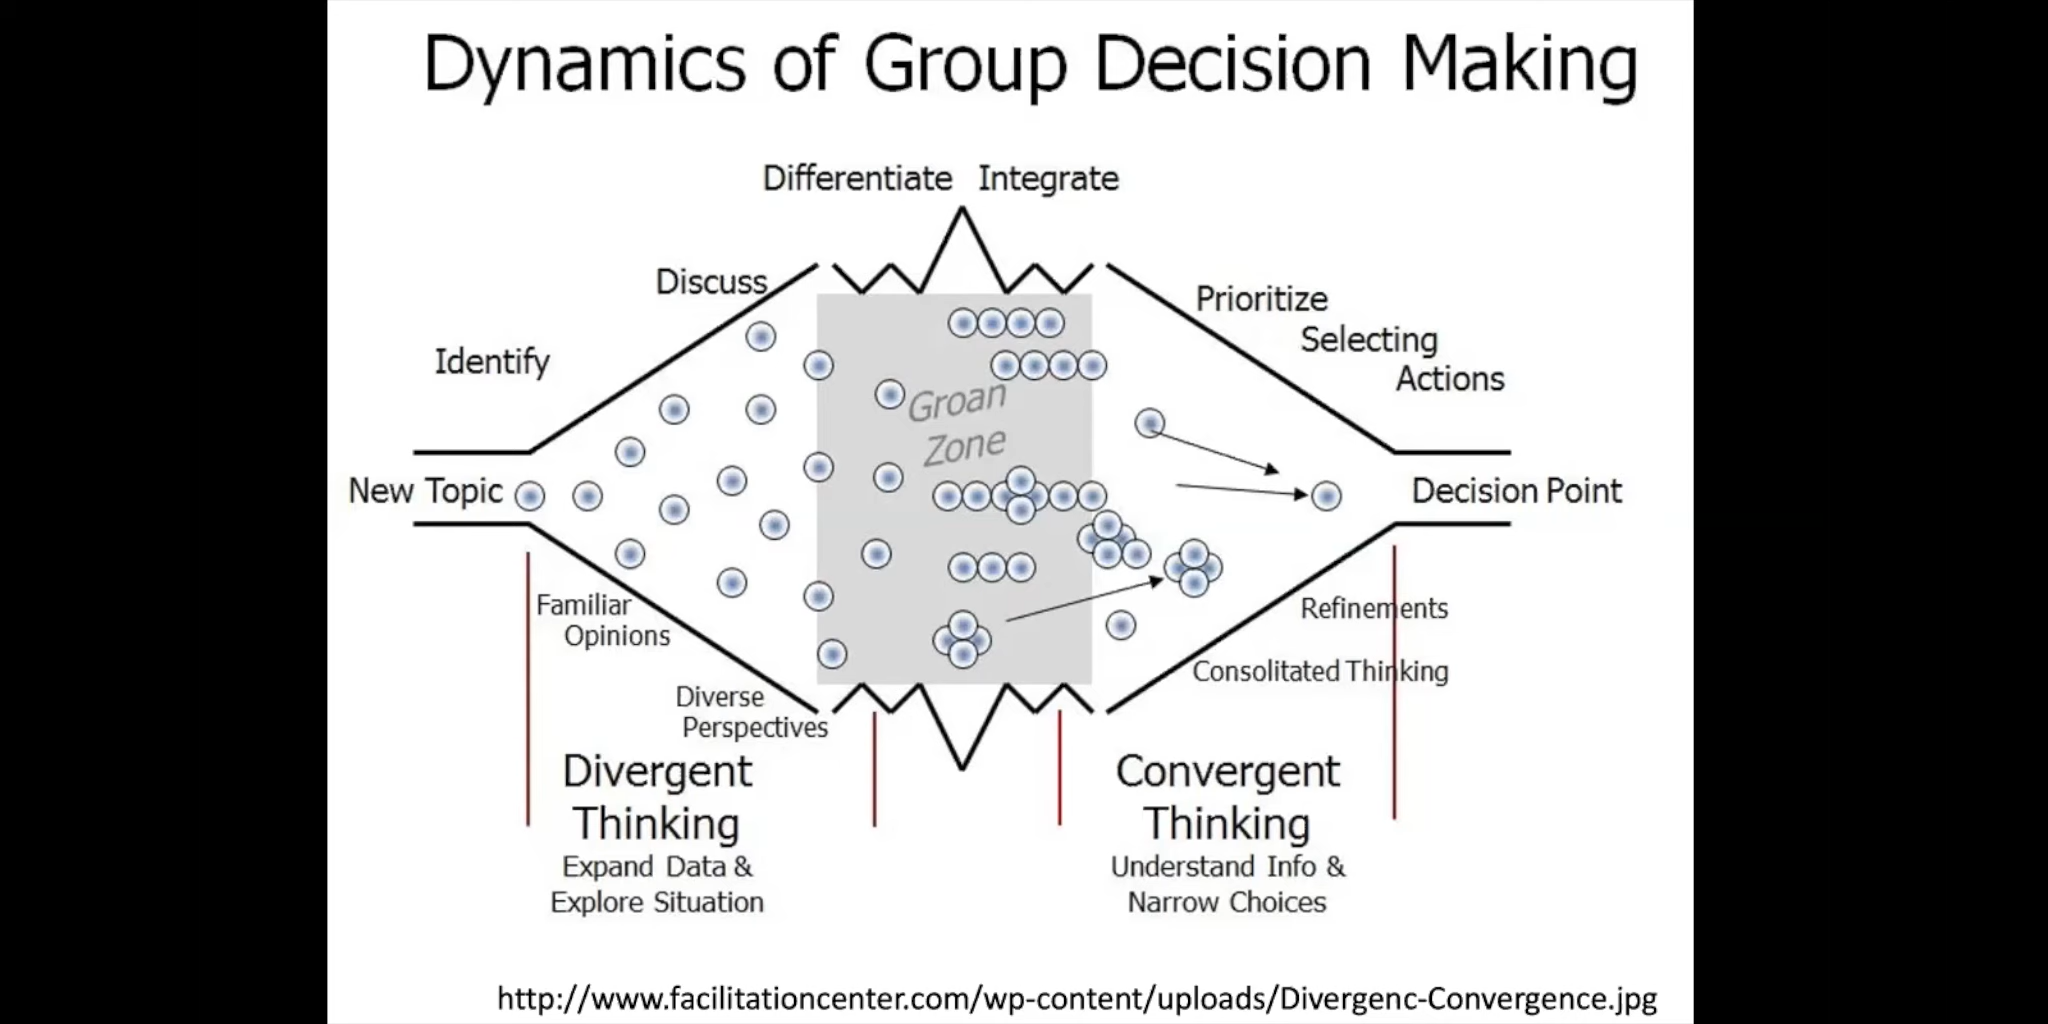 Dynamics of Group Decision Making
Differentiate Integrate
Discuss
Prioritize
Selecting
Actions
Identify
Groan
Zone
New Topic
Decision Point
Familiar
Opinions
Refinements
Consolitated Thinking
Diverse
Perspectives
Divergent
Thinking
Expand Data &
Explore Situation
Convergent
Thinking
Understand Info &
Narrow Choices
http://www.facilitationcenter.com/wp-content/uploads/Divergenc-Convergence.jpg